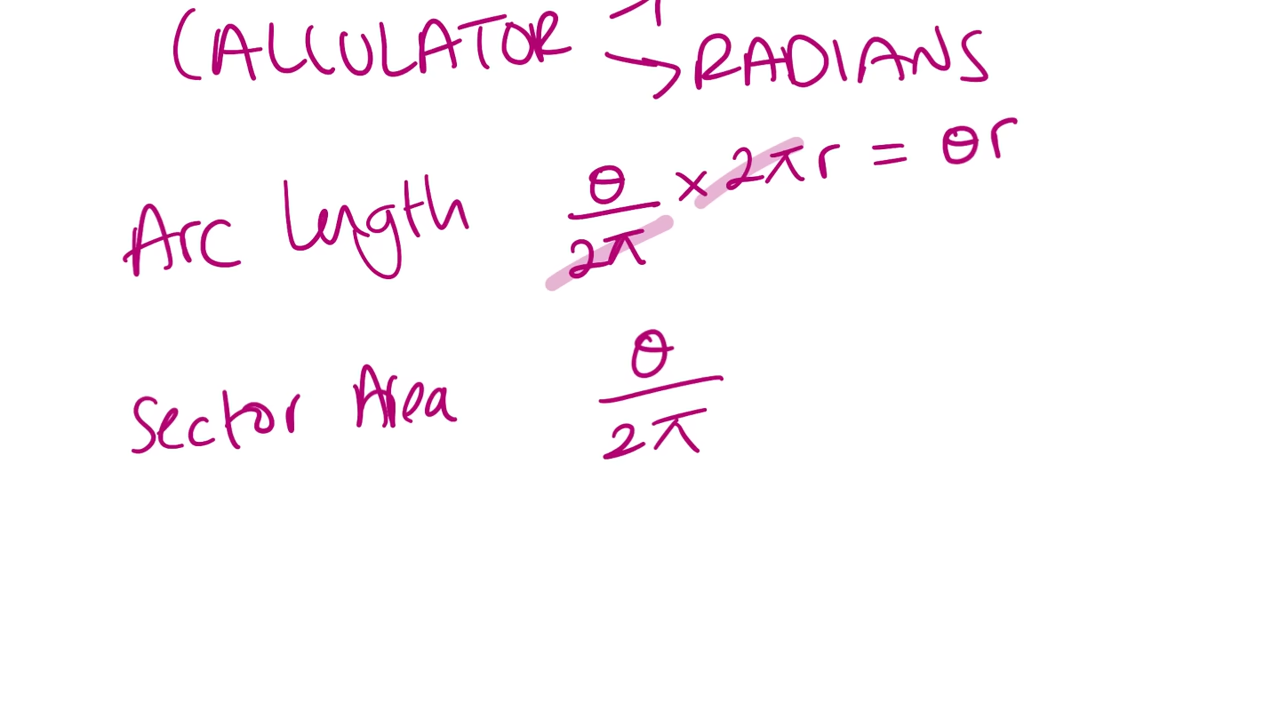 CALCULATOR → RADIANS
Arc length θ/2π × 2πr = θr
Sector Area θ/2π